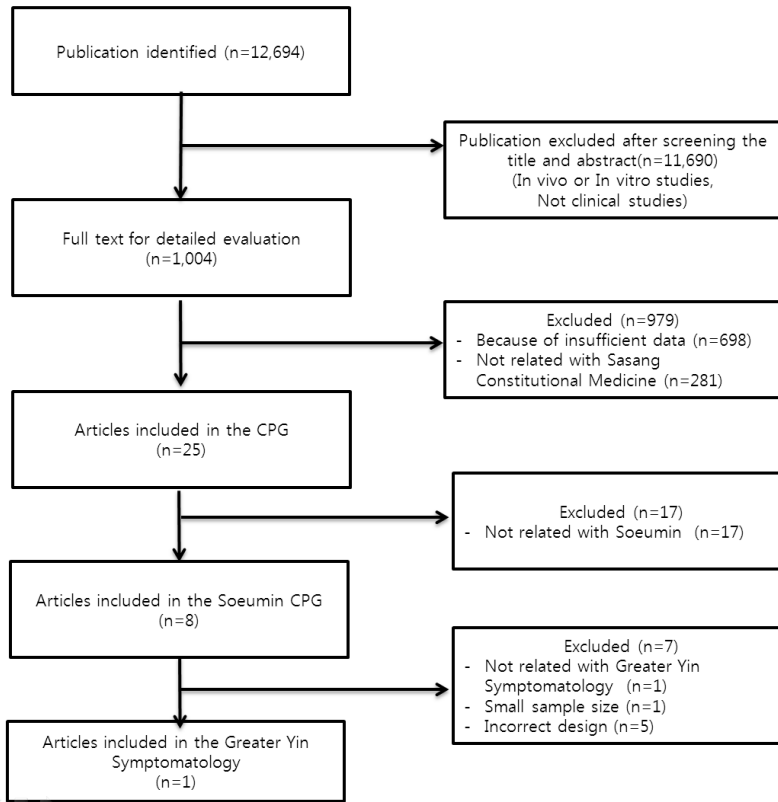 Publication identified (n=12,694)
Publication excluded after screening the
title and abstract(n=11,690)
(In vivo or In vitro studies,
Not clinical studies)
Full text for detailed evaluation
(n=1,004)
Excluded (n=979)
- Because of insufficient data (n=698)
- Not related with Sasang
Constitutional Medicine (n=281)
Articles included in the CPG
(n=25)
Excluded (n=17)
- Not related with Soeumin (n=17)
Articles included in the Soeumin CPG
(n=8)
Excluded (n=7)
- Not related with Greater Yin
Symptomatology (n=1)
- Small sample size (n=1)
- Incorrect design (n=5)
Articles included in the Greater Yin
Symptomatology
(n=1)